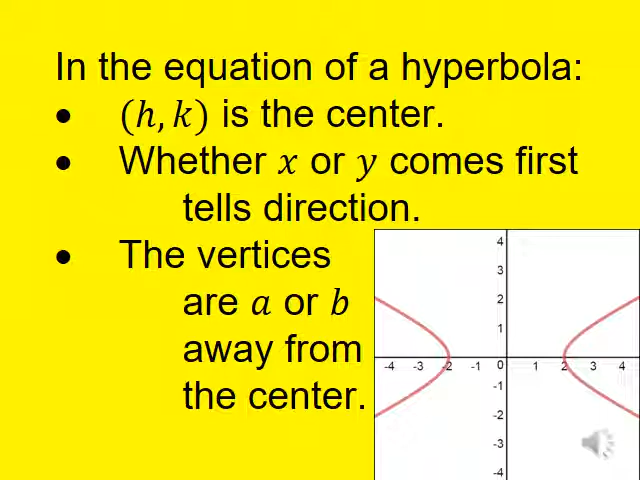 In the equation of a hyperbola:
• (h, k) is the center.
• Whether x or y comes first
tells direction.
• The vertices
are a or b
away from
the center.
4
3
2
1
-4 -3 -2 -1 0 1 2 3 4
-1
-2
-3
-4